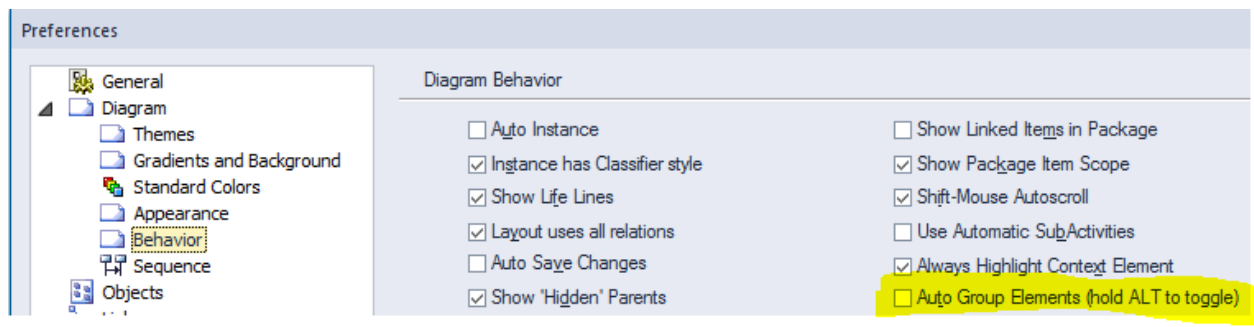 Preferences
General
Diagram
Themes
Gradients and Background
Standard Colors
Appearance
Behavior
Sequence
Objects
Diagram Behavior
Auto Instance
Instance has Classifier style
Show Life Lines
Layout uses all relations
Auto Save Changes
Show 'Hidden' Parents
Show Linked Items in Package
Show Package Item Scope
Shift-Mouse Autoscroll
Use Automatic SubActivities
Always Highlight Context Element
Auto Group Elements (hold ALT to toggle)